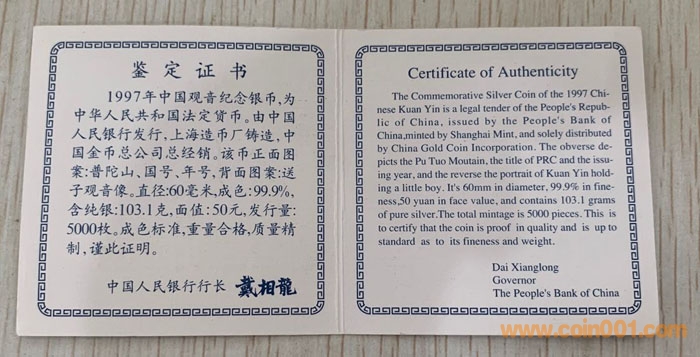 鉴定证书
1997年中国观音纪念银币,为
中华人民共和国法定货币。由中国
人民银行发行,上海造币厂铸造,中
国金币总公司总经销。该币正面图
案:普陀山、国号、年号,背面图案:送
子观音像。直径:60毫米,成色:99.9%,
含纯银:103.1克,面值:50元,发行量:
5000枚。成色标准,重量合格,质量精
制,谨此证明。
中国人民银行行长 戴相龍
Certificate of Authenticity
The Commemorative Silver Coin of the 1997 Chi-
nese Kuan Yin is a legal tender of the People's Repub-
lic of China, issued by the People's Bank of
China,minted by Shanghai Mint, and solely distributed
by China Gold Coin Incorporation. The obverse de-
picts the Pu Tuo Moutain, the title of PRC and the issu-
ing year, and the reverse the portrait of Kuan Yin hold-
ing a little boy. It's 60mm in diameter, 99.9% in fine-
ness,50 yuan in face value, and contains 103.1 grams
of pure silver.The total mintage is 5000 pieces. This is
to certify that the coin is proof in quality and is up to
standard as to its fineness and weight.
Dai Xianglong
Governor
The People's Bank of China
www.coin001.com